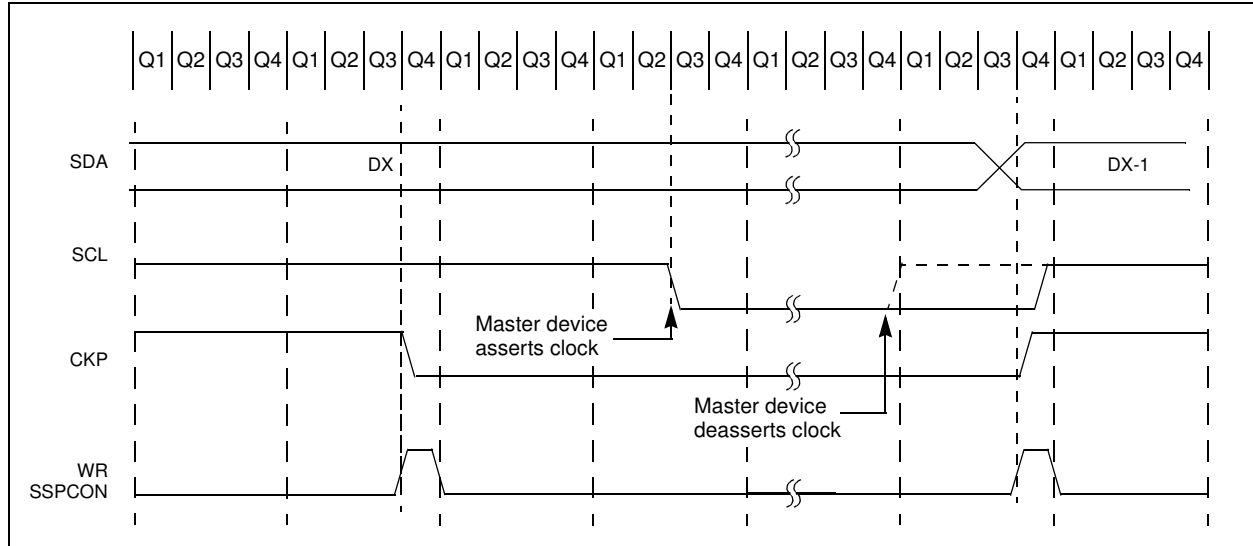 Q1 Q2 Q3 Q4 Q1 Q2 Q3 Q4 Q1 Q2 Q3 Q4 Q1 Q2 Q3 Q4 Q1 Q2 Q3 Q4 Q1 Q2 Q3 Q4 Q1 Q2 Q3 Q4
SDA
DX
DX-1
SCL
Master device
asserts clock
CKP
Master device
deasserts clock
WR
SSPCON